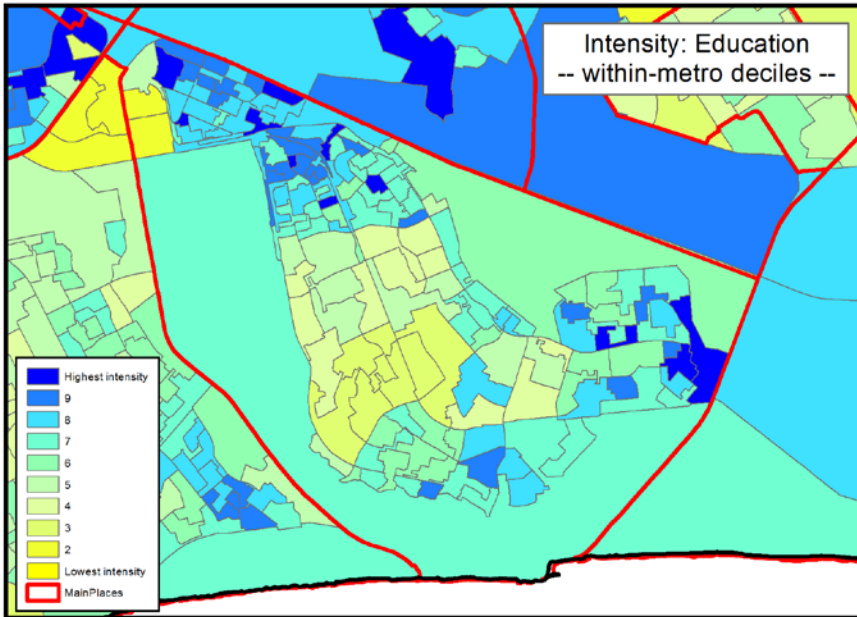 Intensity: Education
-- within-metro deciles --
Highest intensity
9
8
7
6
5
4
3
2
Lowest intensity
MainPlaces